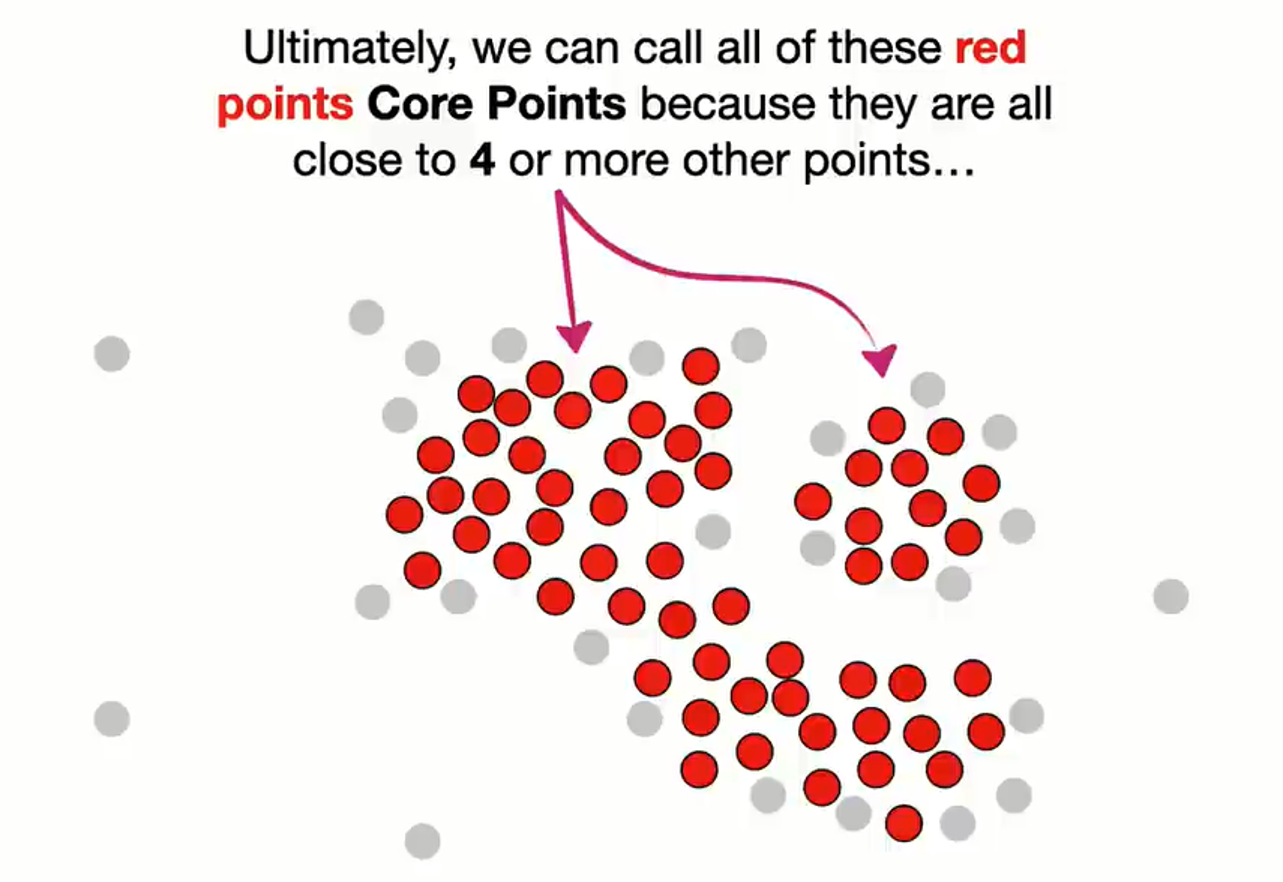 Ultimately, we can call all of these red
points Core Points because they are all
close to 4 or more other points...